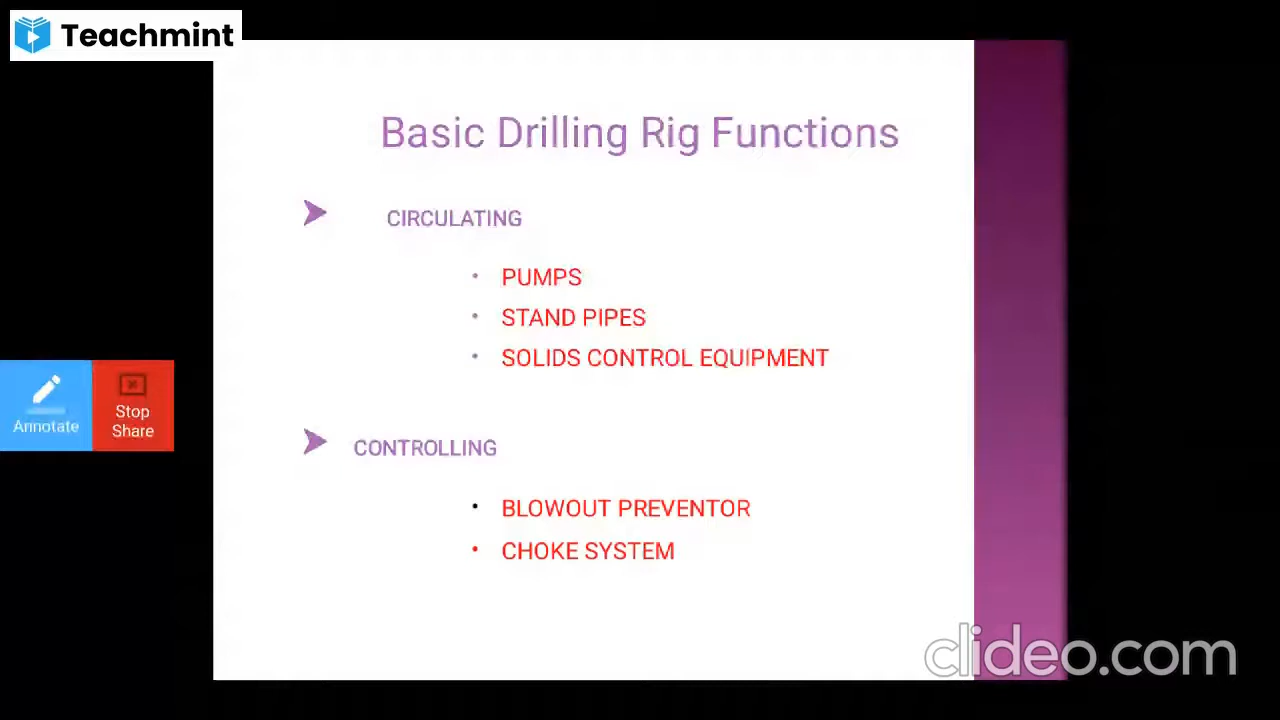 Teachmint
Basic Drilling Rig Functions
CIRCULATING
• PUMPS
• STAND PIPES
• SOLIDS CONTROL EQUIPMENT
CONTROLLING
• BLOWOUT PREVENTOR
• CHOKE SYSTEM
Annotate
Stop
Share
clideo.com